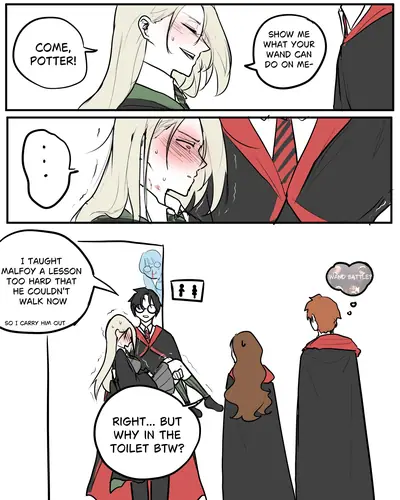 COME,
POTTER!
SHOW ME
WHAT YOUR
WAND CAN
DO ON ME-
...
I TAUGHT
MALFOY A LESSON
TOO HARD THAT
HE COULDN'T
WALK NOW
SO I CARRY HIM OUT
WAND BATTLE?
RIGHT... BUT
WHY IN THE
TOILET BTW?